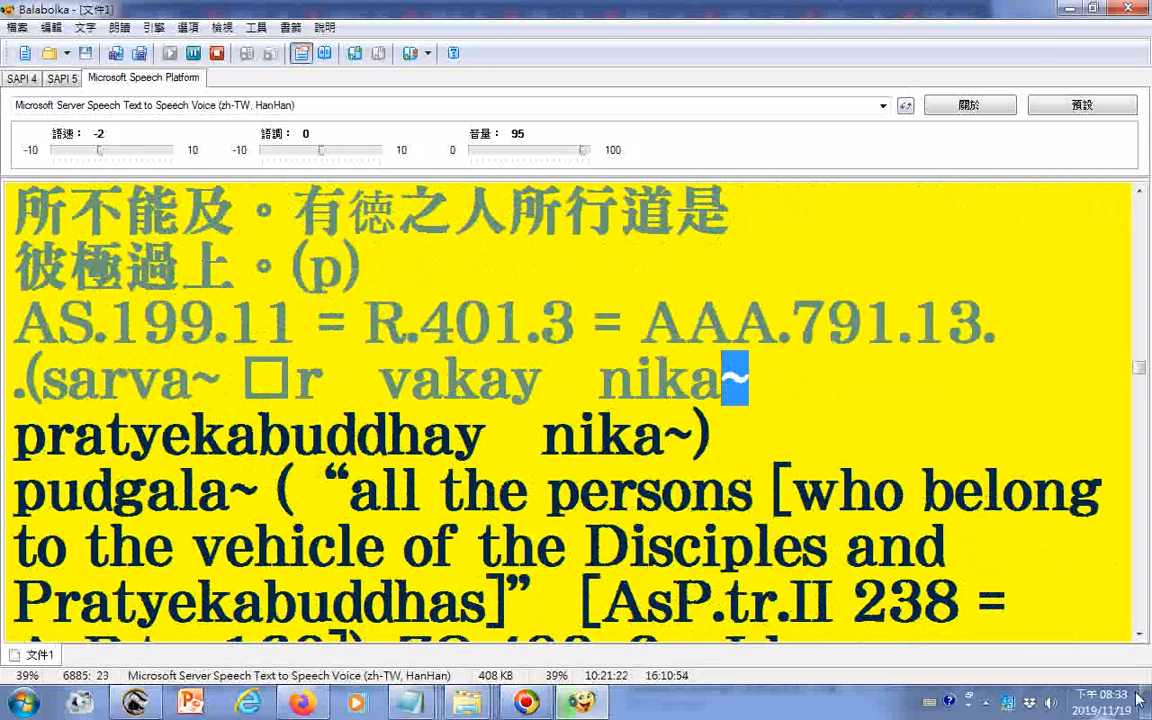 Balabolka - [文件1]
檔案 編輯 文字 朗讀 引擎 選項 檢視 工具 書籤 說明
SAPI 4 SAPI 5 Microsoft Speech Platform
Microsoft Server Speech Text to Speech Voice (zh-TW, HanHan) 關於 預設
語速： -2 語調： 0 音量： 95
-10 10 -10 10 0 100
所不能及。有德之人所行道是
彼極過上。(p)
AS.199.11 = R.401.3 = AAA.791.13.
.(sarva~ □r vakay nika~
pratyekabuddhay nika~)
pudgala~ ( “all the persons [who belong
to the vehicle of the Disciples and
Pratyekabuddhas]” [AsP.tr.II 238 =
文件1
39% 6885: 23 Microsoft Server Speech Text to Speech Voice (zh-TW, HanHan) 408 KB 39% 10:21:22 16:10:54
下午 08:33
2019/11/19